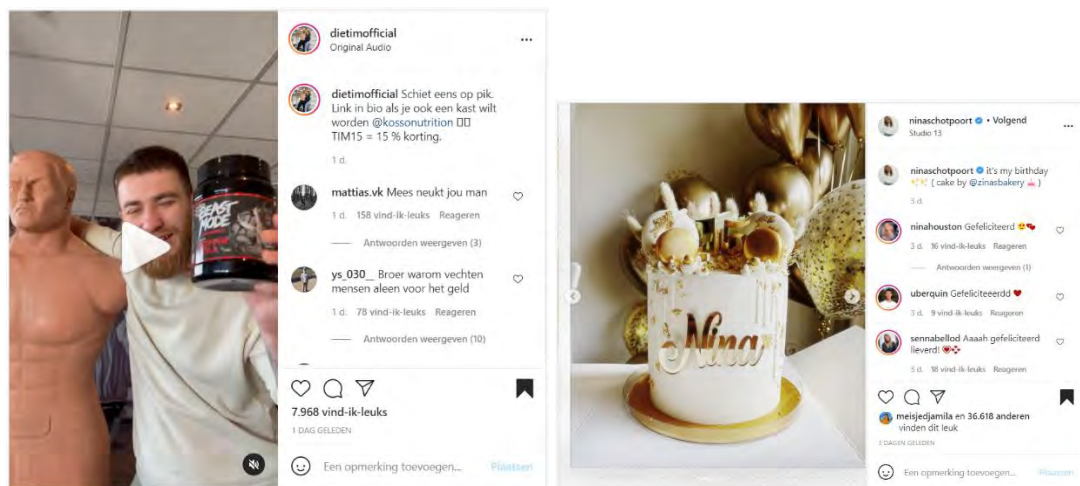 dietimofficial
Original Audio
dietimofficial Schiet eens op pik.
Link in bio als je ook een kast wilt
worden @kossonutrition
TIM15 = 15 % korting.
1 d.
mattias.vk Mees neukt jou man
1 d. 158 vind-ik-leuks Reageren
Antwoorden weergeven (3)
ys_030__ Broer warom vechten
mensen aleen voor het geld
1 d. 78 vind-ik-leuks Reageren
Antwoorden weergeven (10)
7.968 vind-ik-leuks
1 DAG GELEDEN
Een opmerking toevoegen...
Plaatsen
BEAST
MODE
ninaschotpoort • Volgend
Studio 13
ninaschotpoort it's my birthday
✨✨ ( cake by @zinasbakery 🎂 )
3 d.
ninahouston Gefeliciteerd 😍❤️
3 d. 16 vind-ik-leuks Reageren
Antwoorden weergeven (1)
uberquin Gefeliciteeerdd ❤️
3 d. 9 vind-ik-leuks Reageren
sennabellod Aaaah gefeliciteerd
lieverd!
3 d. 18 vind-ik-leuks Reageren
meisjedjamila en 36.618 anderen
vinden dit leuk
3 DAGEN GELEDEN
Een opmerking toevoegen...
Plaatsen
Nina